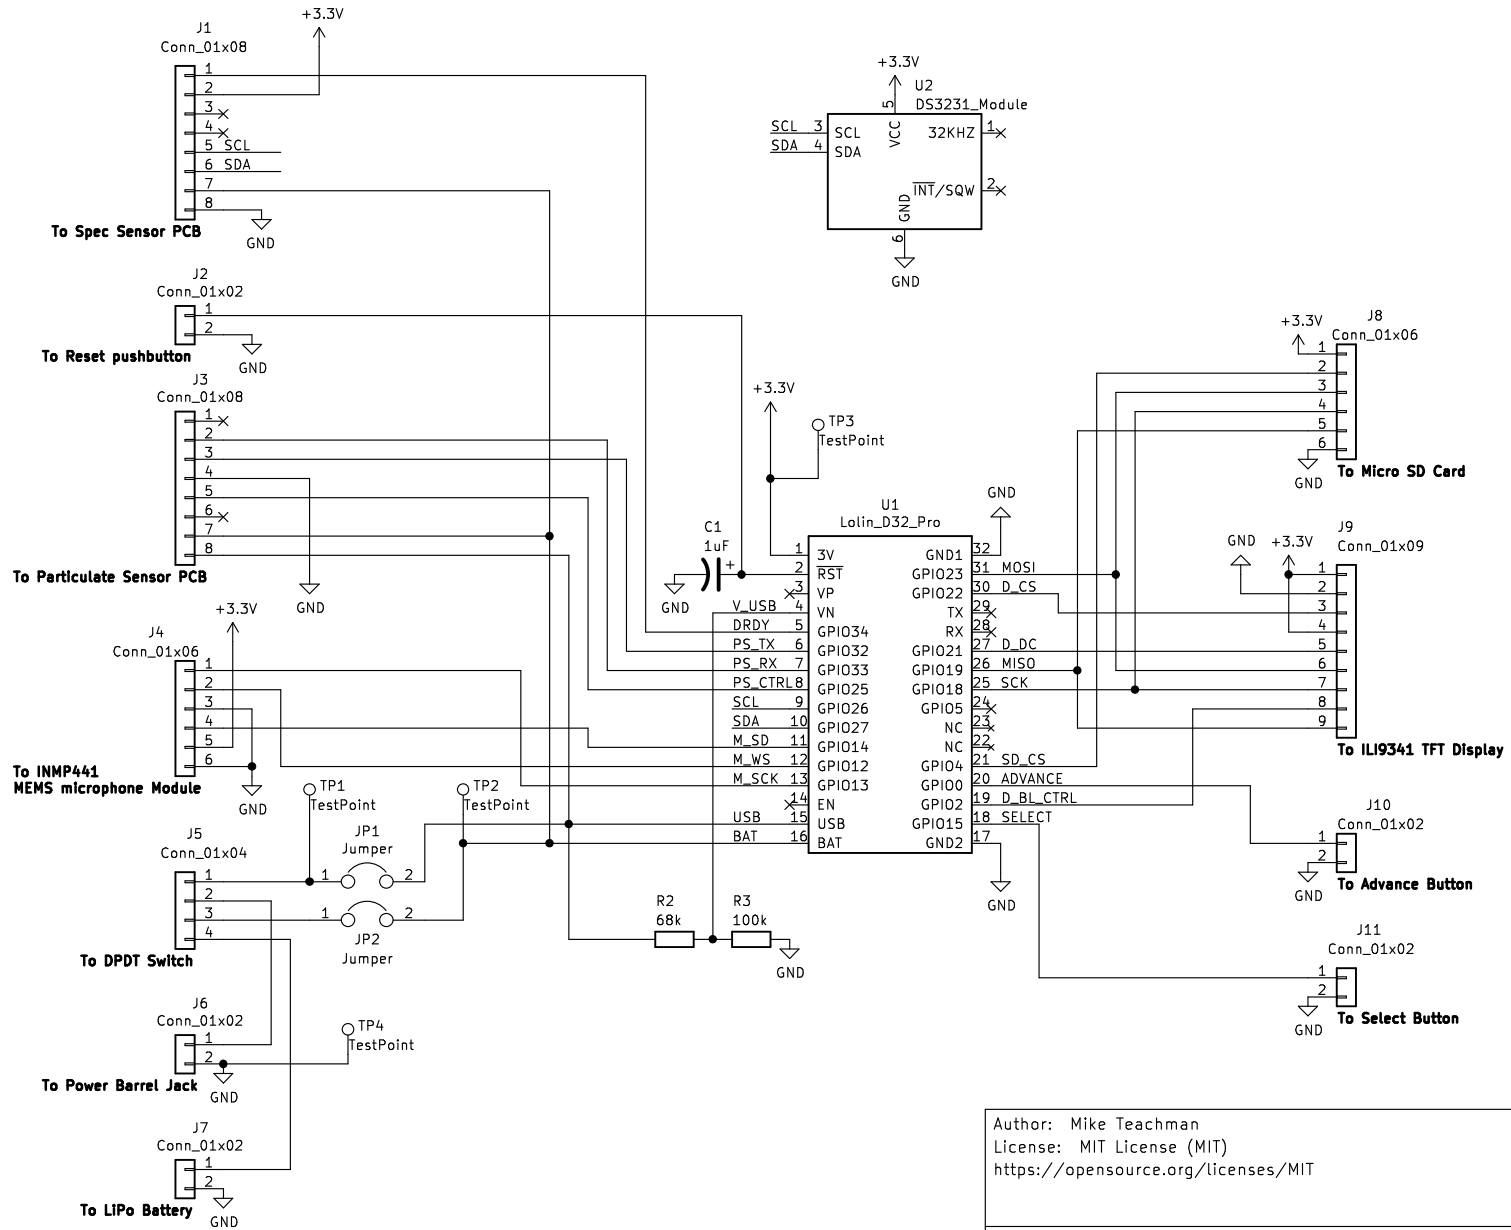 J1
Conn_01x08
+3.3V
1
2
3
4
5 SCL
6 SDA
7
8
GND
To Spec Sensor PCB
+3.3V
U2
DS3231_Module
5
VCC
SCL 3 SCL
SDA 4 SDA
32KHZ 1
INT/SQW 2
GND
6
GND
J2
Conn_01x02
1
2
GND
To Reset pushbutton
J3
Conn_01x08
1
2
3
4
5
6
7
8
GND
To Particulate Sensor PCB
J4
Conn_01x06
+3.3V
1
2
3
4
5
6
GND
To INMP441
MEMS microphone Module
J5
Conn_01x04
1
2
3
4
To DPDT Switch
TP1
TestPoint
TP2
TestPoint
JP1
Jumper
1 2
1 2
JP2
Jumper
J6
Conn_01x02
1
2
GND
To Power Barrel Jack
TP4
TestPoint
J7
Conn_01x02
1
2
GND
To LiPo Battery
+3.3V
TP3
TestPoint
C1
1uF
+
GND
U1
Lolin_D32_Pro
1 3V
2 RST
3 VP
V_USB 4 VN
DRDY 5 GPIO34
PS_TX 6 GPIO32
PS_RX 7 GPIO33
PS_CTRL 8 GPIO25
SCL 9 GPIO26
SDA 10 GPIO27
M_SD 11 GPIO14
M_WS 12 GPIO12
M_SCK 13 GPIO13
14 EN
USB 15 USB
BAT 16 BAT
GND
GND1 32
GPIO23 31 MOSI
GPIO22 30 D_CS
TX 29
RX 28
GPIO21 27 D_DC
GPIO19 26 MISO
GPIO18 25 SCK
GPIO5 24
NC 23
NC 22
GPIO4 21 SD_CS
GPIO0 20 ADVANCE
GPIO2 19 D_BL_CTRL
GPIO15 18 SELECT
GND2 17
GND
R2
68k
R3
100k
GND
J8
Conn_01x06
+3.3V
1
2
3
4
5
6
GND
To Micro SD Card
J9
Conn_01x09
GND
+3.3V
1
2
3
4
5
6
7
8
9
To ILI9341 TFT Display
J10
Conn_01x02
1
2
GND
To Advance Button
J11
Conn_01x02
1
2
GND
To Select Button
Author: Mike Teachman
License: MIT License (MIT)
https://opensource.org/licenses/MIT